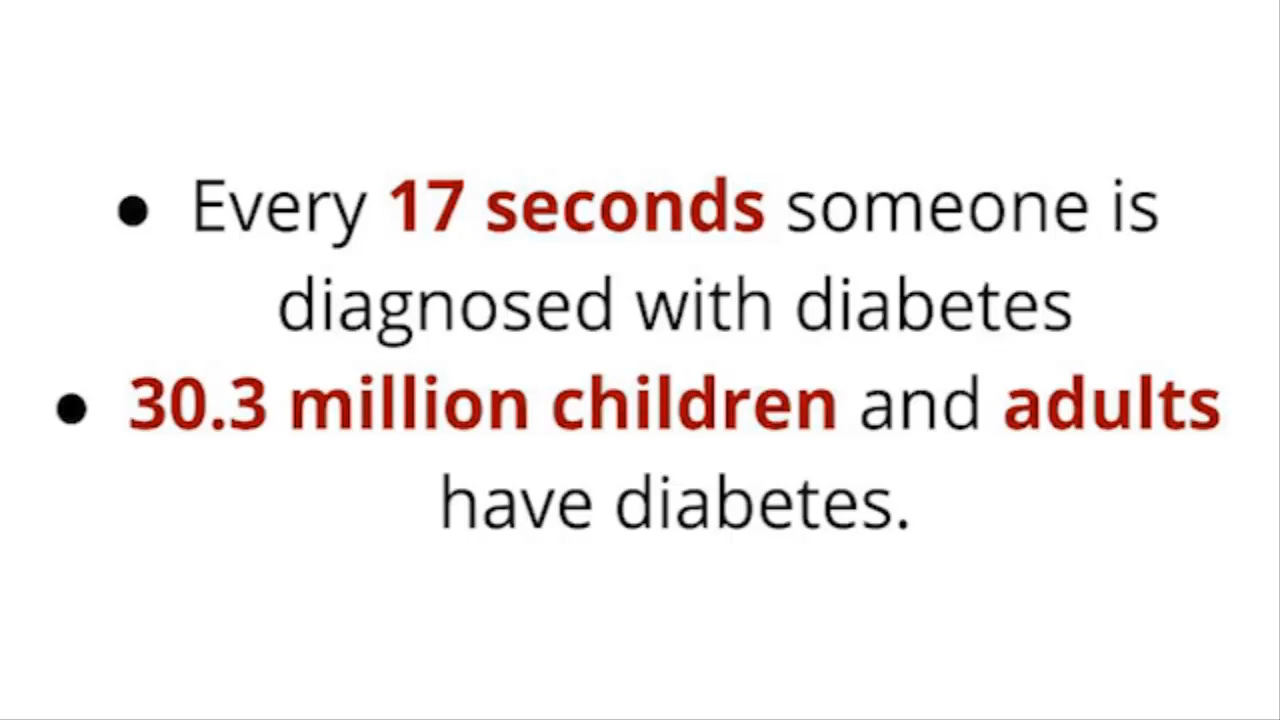 ● Every 17 seconds someone is
diagnosed with diabetes
● 30.3 million children and adults
have diabetes.